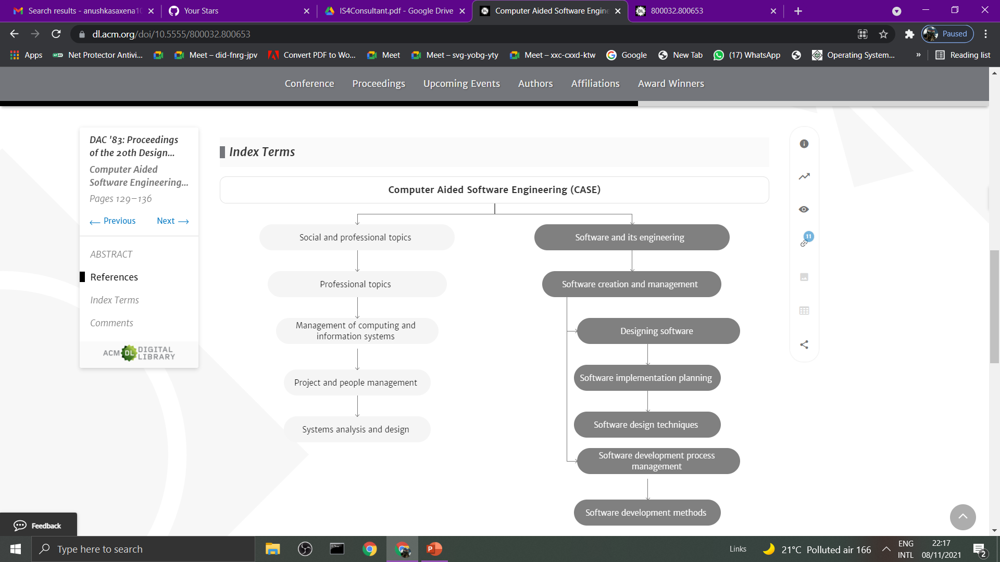 Search results - anushkasaxena10
Your Stars
IS4Consultant.pdf - Google Drive
Computer Aided Software Engine
800032.800653
dl.acm.org/doi/10.5555/800032.800653
Paused
Apps
Net Protector Antivi...
Meet – did-fnrg-jpv
Convert PDF to Wo...
Meet
Meet – svg-yobg-yty
Meet – xxc-cxxd-ktw
Google
New Tab
(17) WhatsApp
Operating System...
»
Reading list
Conference
Proceedings
Upcoming Events
Authors
Affiliations
Award Winners
DAC '83: Proceedings
of the 20th Design...
Computer Aided
Software Engineering...
Pages 129–136
← Previous
Next →
ABSTRACT
References
Index Terms
Comments
ACM DL DIGITAL
LIBRARY
Index Terms
Computer Aided Software Engineering (CASE)
Social and professional topics
Professional topics
Management of computing and
information systems
Project and people management
Systems analysis and design
Software and its engineering
Software creation and management
Designing software
Software implementation planning
Software design techniques
Software development process
management
Software development methods
11
Feedback
Type here to search
Links
21°C Polluted air 166
ENG
INTL
22:17
08/11/2021
2